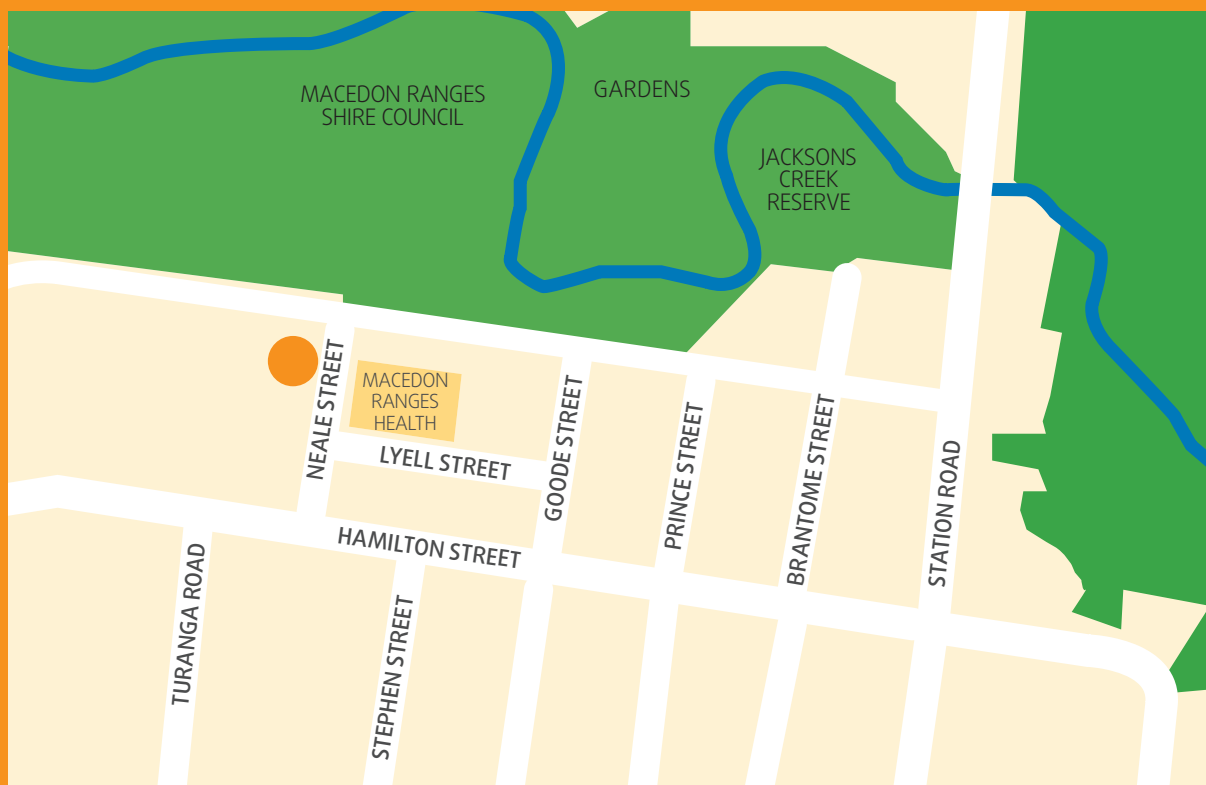 MACEDON RANGES
SHIRE COUNCIL
GARDENS
JACKSONS
CREEK
RESERVE
MACEDON
RANGES
HEALTH
NEALE STREET
LYELL STREET
GOODE STREET
PRINCE STREET
BRANTOME STREET
STATION ROAD
HAMILTON STREET
TURANGA ROAD
STEPHEN STREET